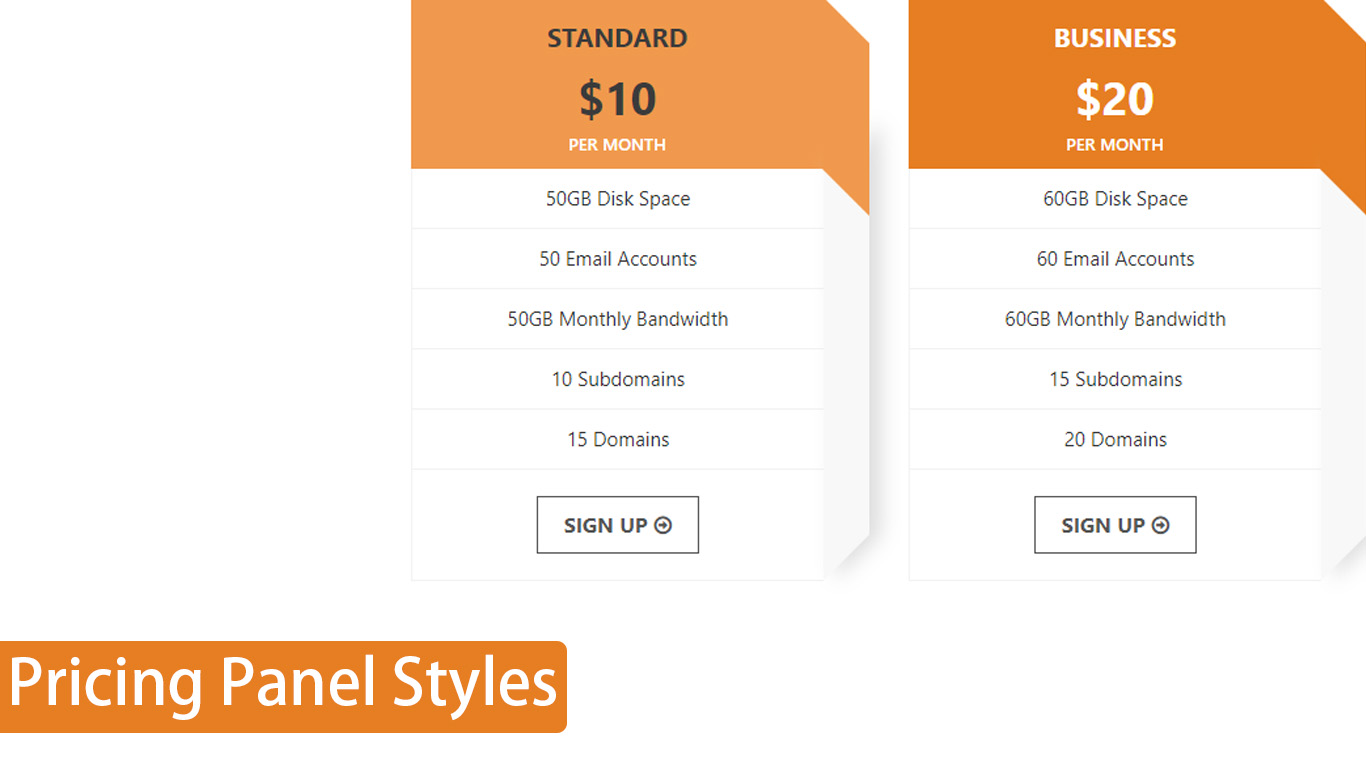 STANDARD
$10
PER MONTH
50GB Disk Space
50 Email Accounts
50GB Monthly Bandwidth
10 Subdomains
15 Domains
SIGN UP
BUSINESS
$20
PER MONTH
60GB Disk Space
60 Email Accounts
60GB Monthly Bandwidth
15 Subdomains
20 Domains
SIGN UP
Pricing Panel Styles